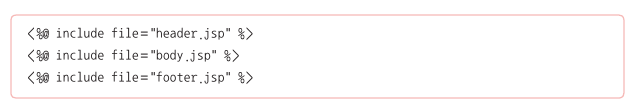 <%@ include file="header.jsp" %>
<%@ include file="body.jsp" %>
<%@ include file="footer.jsp" %>